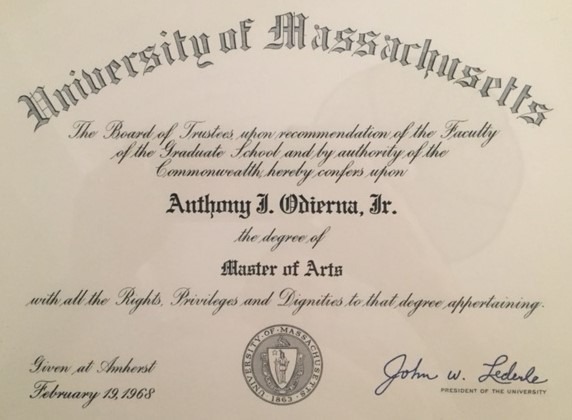 University of Massachusetts
The Board of Trustees, upon recommendation of the Faculty
of the Graduate School and by authority of the
Commonwealth, hereby confers upon
Anthony J. Odierna, Jr.
the degree of
Master of Arts
with all the Rights, Privileges and Dignities to that degree appertaining.
UNIVERSITY·OF·MASSACHUSETTS
1863
Given at Amherst
February 19, 1968
John W. Lederle
PRESIDENT OF THE UNIVERSITY